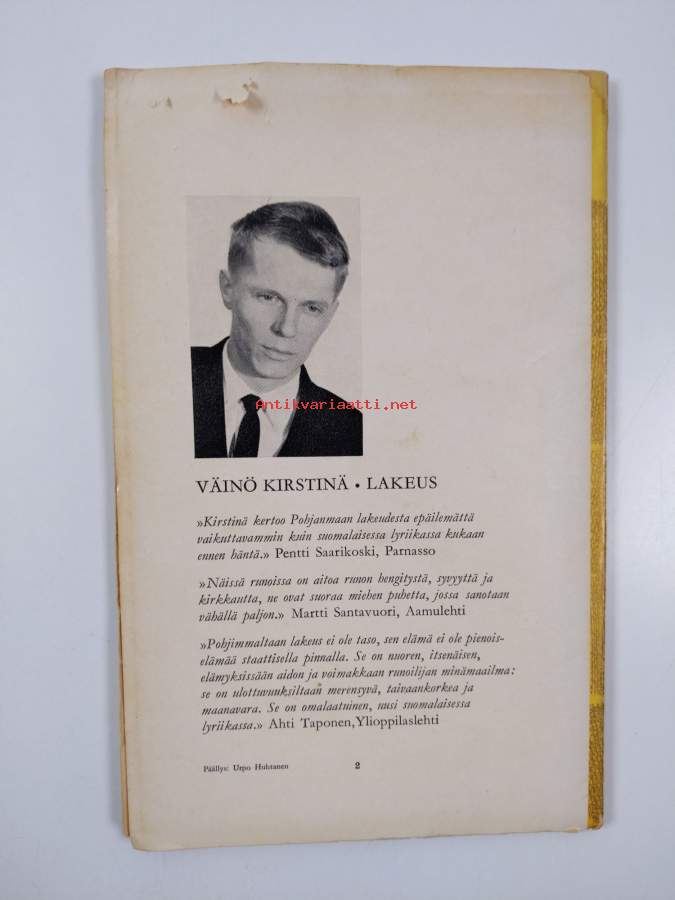 Antikvariaatti.net
VÄINÖ KIRSTINÄ • LAKEUS
»Kirstinä kertoo Pohjanmaan lakeudesta epäilemättä
vaikuttavammin kuin suomalaisessa lyriikassa kukaan
ennen häntä.» Pentti Saarikoski, Parnasso
»Näissä runoissa on aitoa runon hengitystä, syvyyttä ja
kirkkautta, ne ovat suoraa miehen puhetta, jossa sanotaan
vähällä paljon.» Martti Santavuori, Aamulehti
»Pohjimmaltaan lakeus ei ole taso, sen elämä ei ole pienois-
elämää staattisella pinnalla. Se on nuoren, itsenäisen,
elämyksissään aidon ja voimakkaan runoilijan minämaailma:
se on ulottuvuuksiltaan merensyvä, taivaankorkea ja
maanavara. Se on omalaatuinen, uusi suomalaisessa
lyriikassa.» Ahti Taponen, Ylioppilaslehti
Päällys: Urpo Huhtanen 2